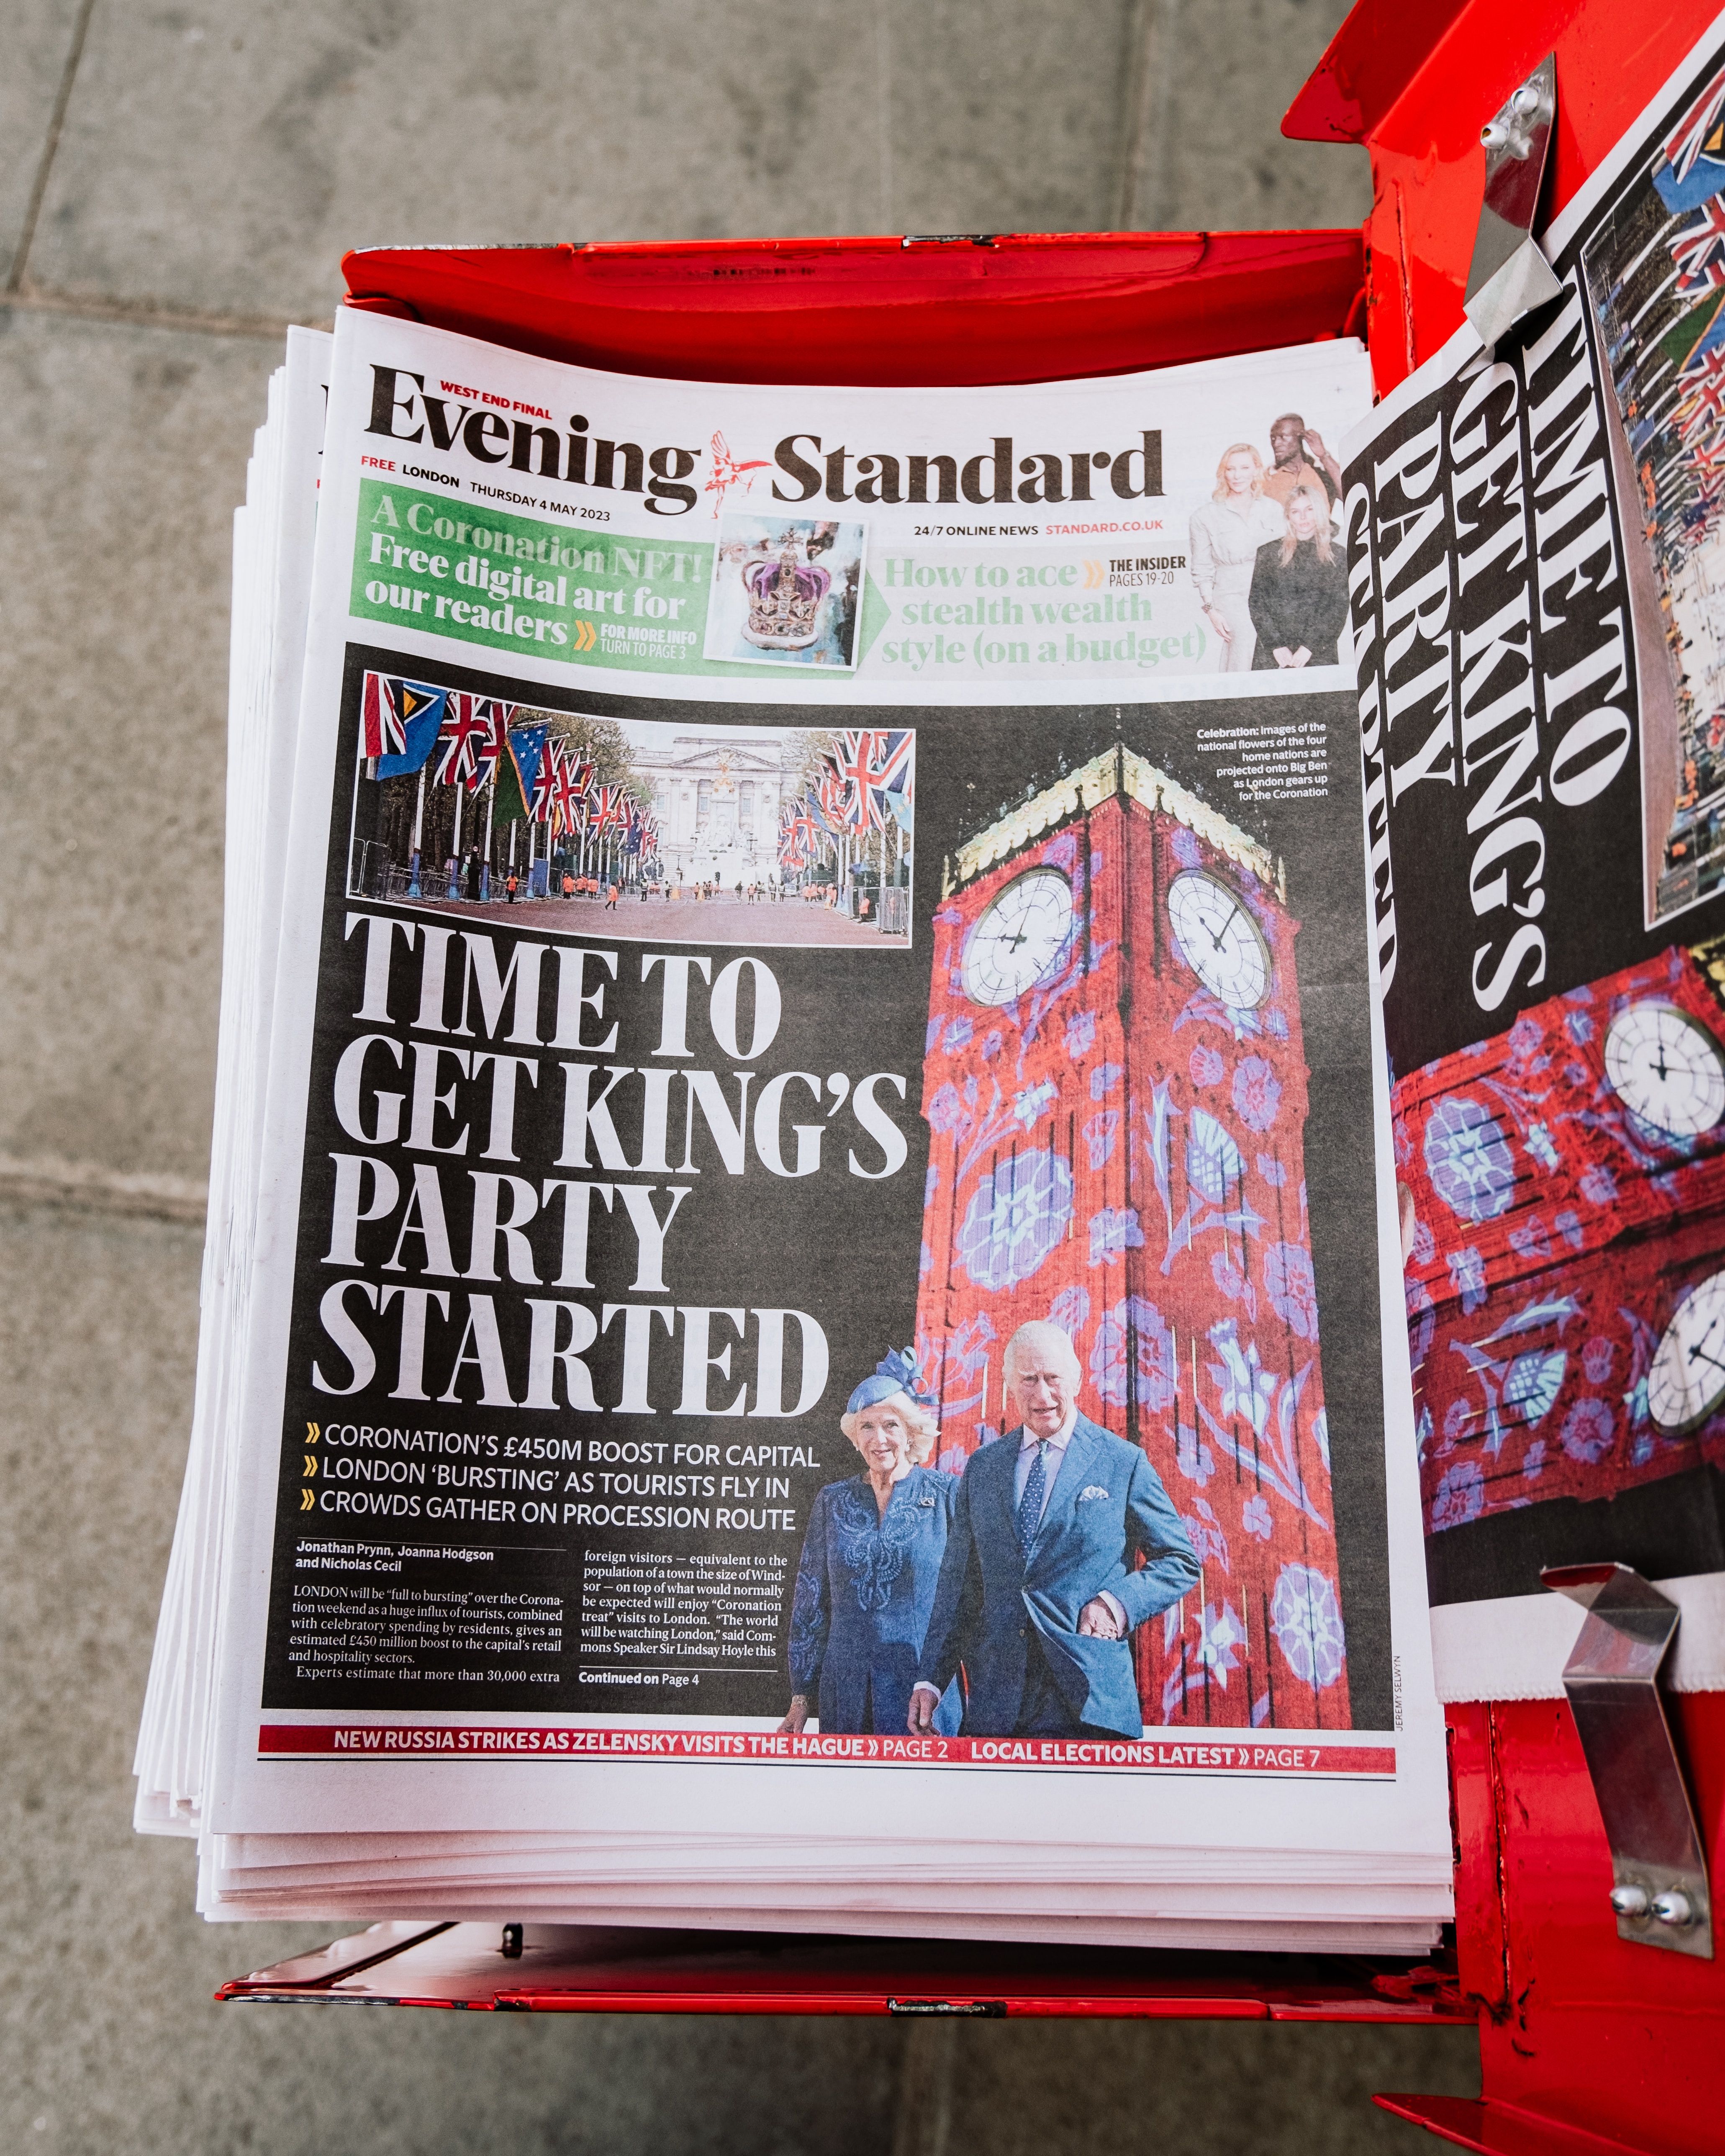 WEST END FINAL
Evening Standard
FREE LONDON THURSDAY 4 MAY 2023
24/7 ONLINE NEWS STANDARD.CO.UK
A Coronation NFT!
Free digital art for
our readers » FOR MORE INFO
TURN TO PAGE 3
How to ace » THE INSIDER
PAGES 19-20
stealth wealth
style (on a budget)
Celebration: images of the
national flowers of the four
home nations are
projected onto Big Ben
as London gears up
for the Coronation
TIME TO
GET KING'S
PARTY
STARTED
» CORONATION'S £450M BOOST FOR CAPITAL
» LONDON 'BURSTING' AS TOURISTS FLY IN
» CROWDS GATHER ON PROCESSION ROUTE
Jonathan Prynn, Joanna Hodgson
and Nicholas Cecil
LONDON will be "full to bursting" over the Corona-
tion weekend as a huge influx of tourists, combined
with celebratory spending by residents, gives an
estimated £450 million boost to the capital's retail
and hospitality sectors.
Experts estimate that more than 30,000 extra
foreign visitors — equivalent to the
population of a town the size of Wind-
sor — on top of what would normally
be expected will enjoy "Coronation
treat" visits to London. "The world
will be watching London," said Com-
mons Speaker Sir Lindsay Hoyle this
Continued on Page 4
JEREMY SELWYN
NEW RUSSIA STRIKES AS ZELENSKY VISITS THE HAGUE » PAGE 2 LOCAL ELECTIONS LATEST » PAGE 7
TIME TO
GET KING'S
PARTY